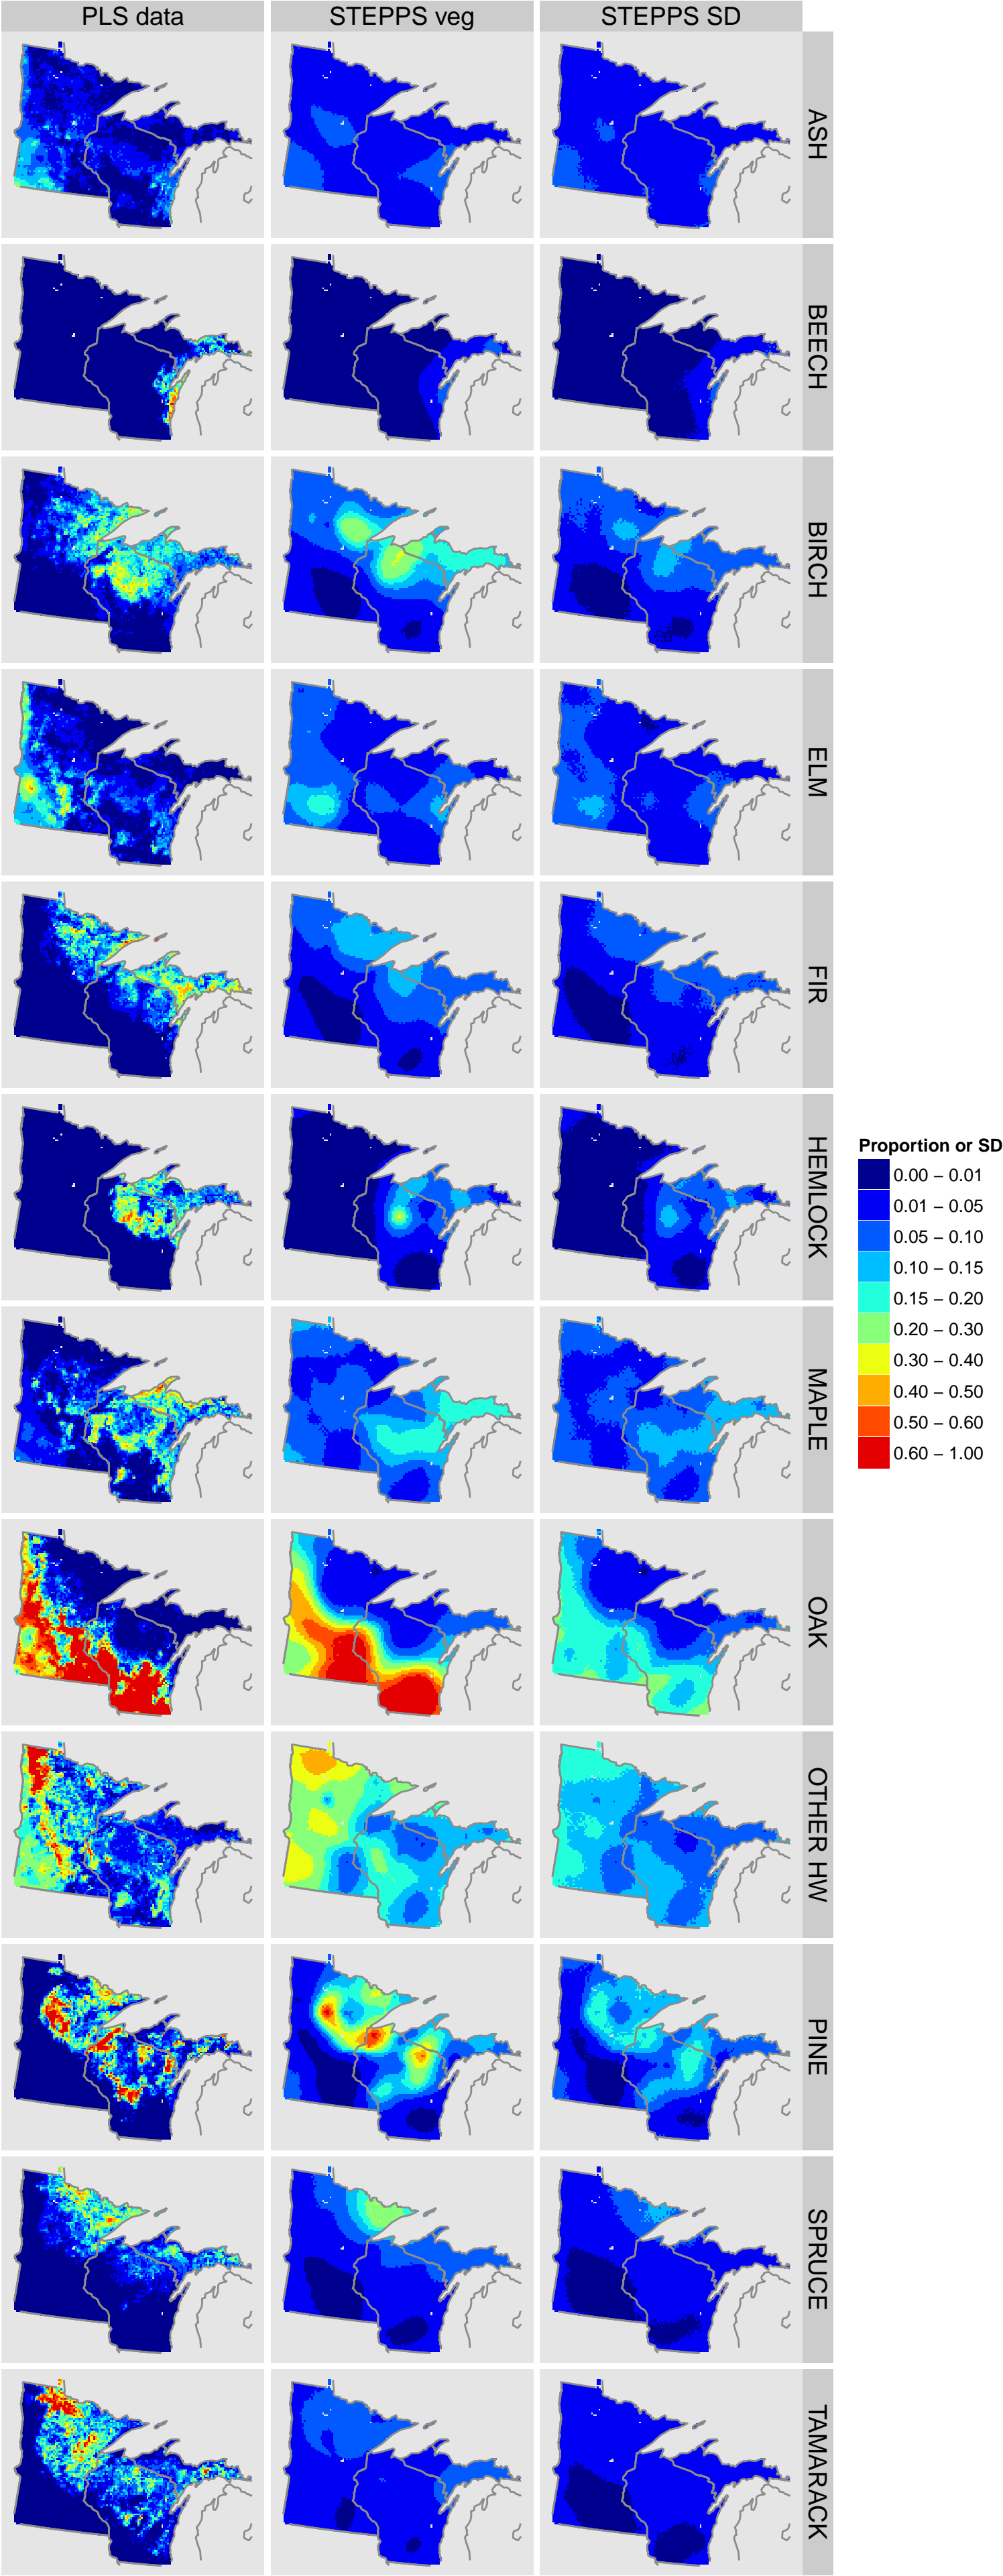 PLS data
STEPPS veg
STEPPS SD
ASH
BEECH
BIRCH
ELM
FIR
HEMLOCK
MAPLE
OAK
OTHER HW
PINE
SPRUCE
TAMARACK
Proportion or SD
0.00 – 0.01
0.01 – 0.05
0.05 – 0.10
0.10 – 0.15
0.15 – 0.20
0.20 – 0.30
0.30 – 0.40
0.40 – 0.50
0.50 – 0.60
0.60 – 1.00